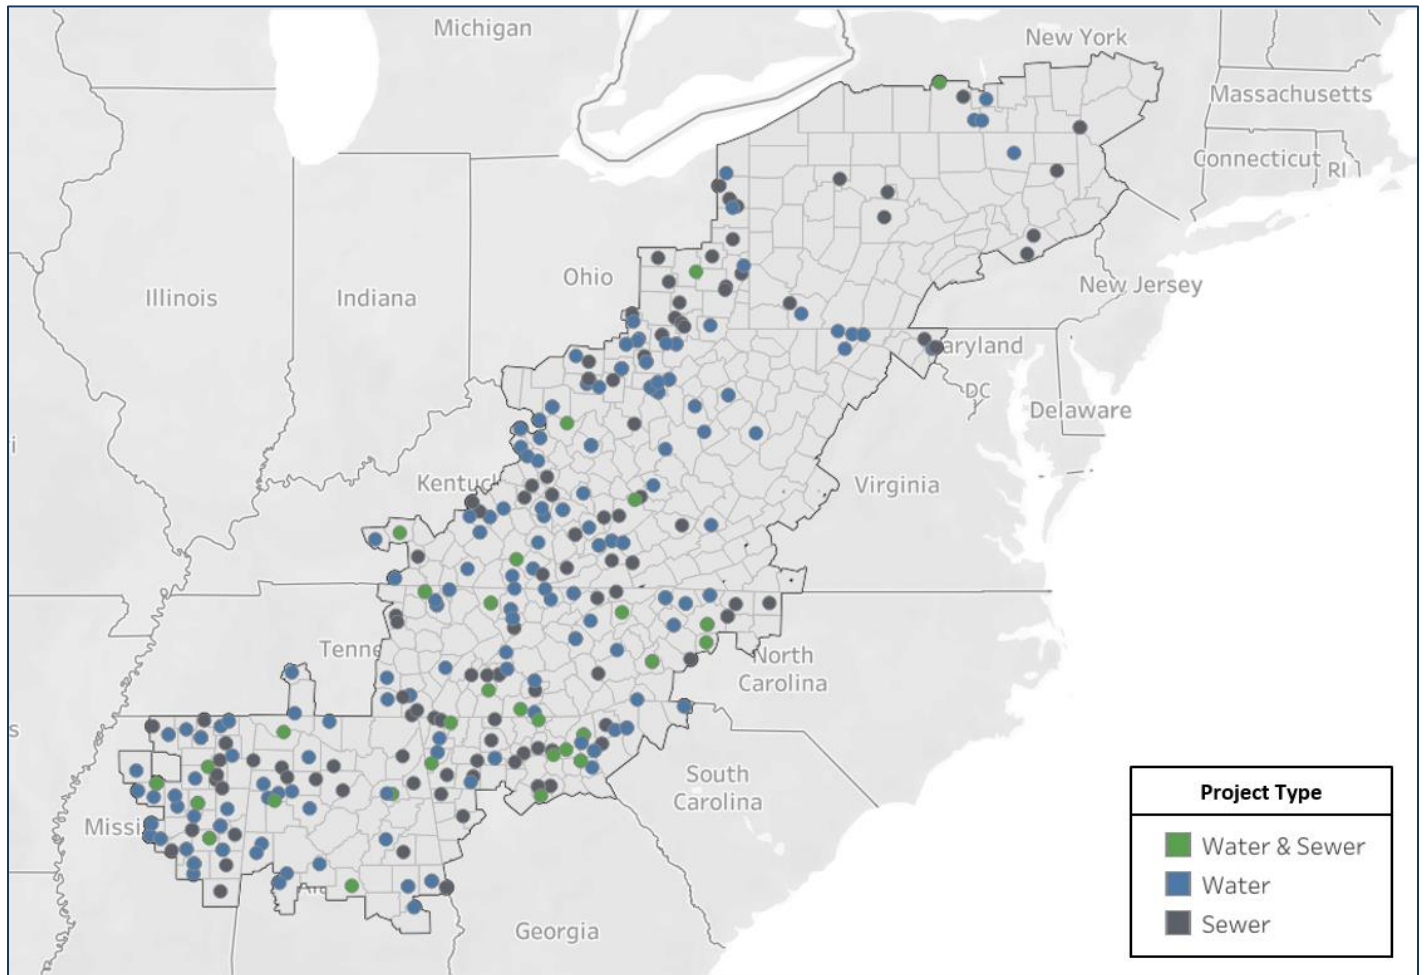 Michigan
New York
Massachusetts
Connecticut
RI
Ohio
Illinois
Indiana
New Jersey
aryland
DC
Delaware
Kentuc
Virginia
Tenne
North
Carolina
South
Carolina
Missi
Georgia
Project Type
Water & Sewer
Water
Sewer